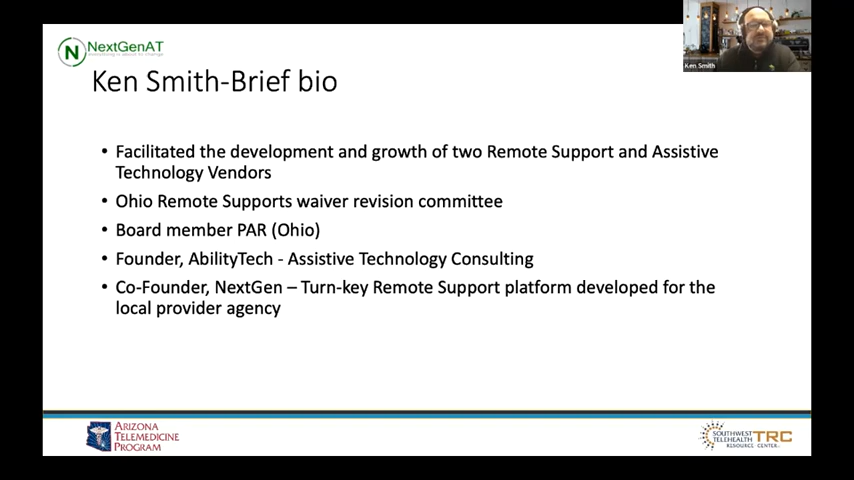 NextGenAT
Ken Smith-Brief bio
Ken Smith
• Facilitated the development and growth of two Remote Support and Assistive
Technology Vendors
• Ohio Remote Supports waiver revision committee
• Board member PAR (Ohio)
• Founder, AbilityTech - Assistive Technology Consulting
• Co-Founder, NextGen – Turn-key Remote Support platform developed for the
local provider agency
ARIZONA
TELEMEDICINE
PROGRAM
SOUTHWEST
TELEHEALTH
RESOURCE CENTER
TRC